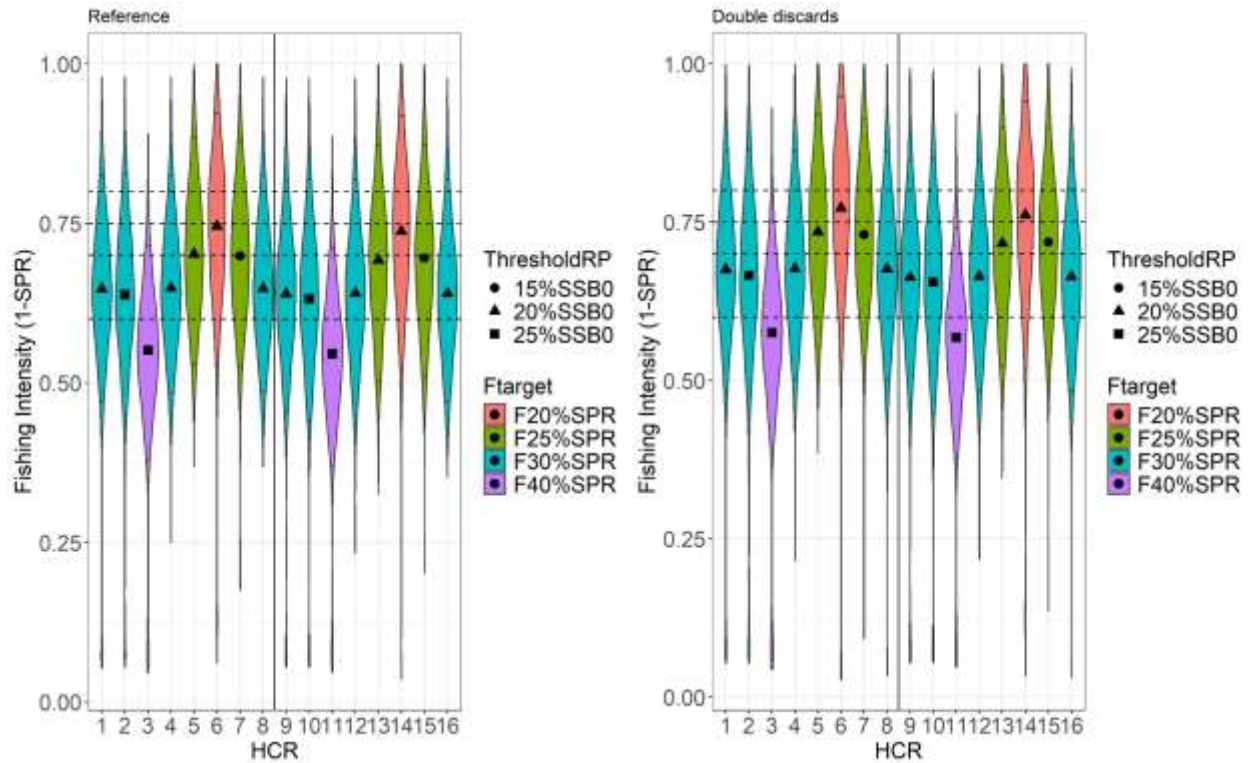 Reference
Fishing Intensity (1-SPR)
1.00
0.75
0.50
0.25
0.00
1 2 3 4 5 6 7 8 9 10 11 12 13 14 15 16
HCR
ThresholdRP
15%SSB0
20%SSB0
25%SSB0
Ftarget
F20%SPR
F25%SPR
F30%SPR
F40%SPR
Double discards
Fishing Intensity (1-SPR)
1.00
0.75
0.50
0.25
0.00
1 2 3 4 5 6 7 8 9 10 11 12 13 14 15 16
HCR
ThresholdRP
15%SSB0
20%SSB0
25%SSB0
Ftarget
F20%SPR
F25%SPR
F30%SPR
F40%SPR